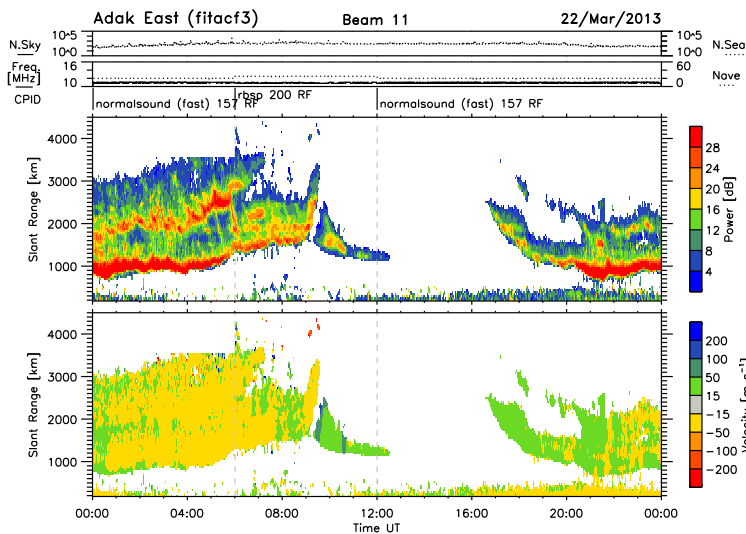 Adak East (fitacf3) Beam 11 22/Mar/2013
N.Sky 10^5 10^0 10^5 10^0 N.Sea
Freq. [MHz] 16 10 60 0 Nave
CPID normalsound (fast) 157 RF rbsp 200 RF normalsound (fast) 157 RF
Slant Range [km] 4000 3000 2000 1000
28 24 20 16 12 8 4 Power [dB]
Slant Range [km] 4000 3000 2000 1000
200 100 50 15 -15 -50 -100 -200 Velocity [m s^-1]
00:00 04:00 08:00 12:00 16:00 20:00 00:00
Time UT